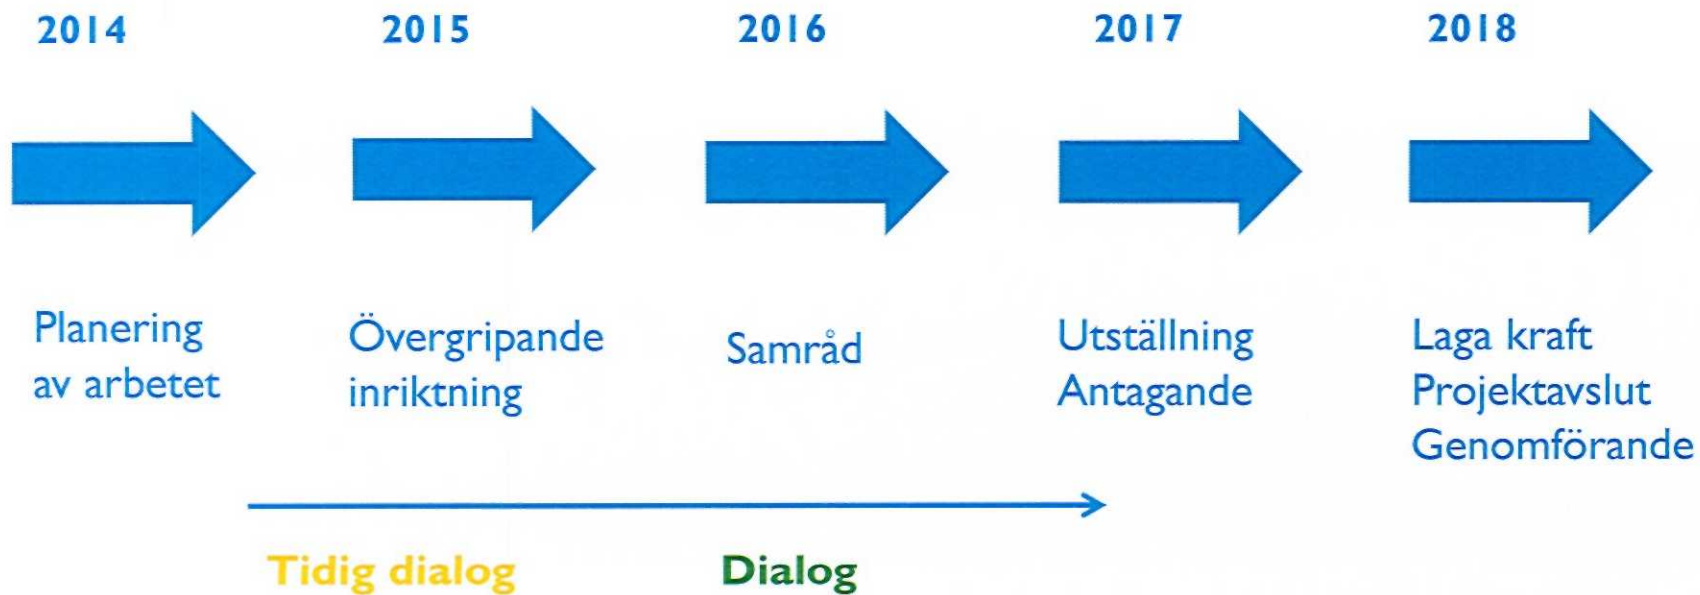 2014
2015
2016
2017
2018
Planering
av arbetet
Övergripande
inriktning
Samråd
Utställning
Antagande
Laga kraft
Projektavslut
Genomförande
Tidig dialog
Dialog